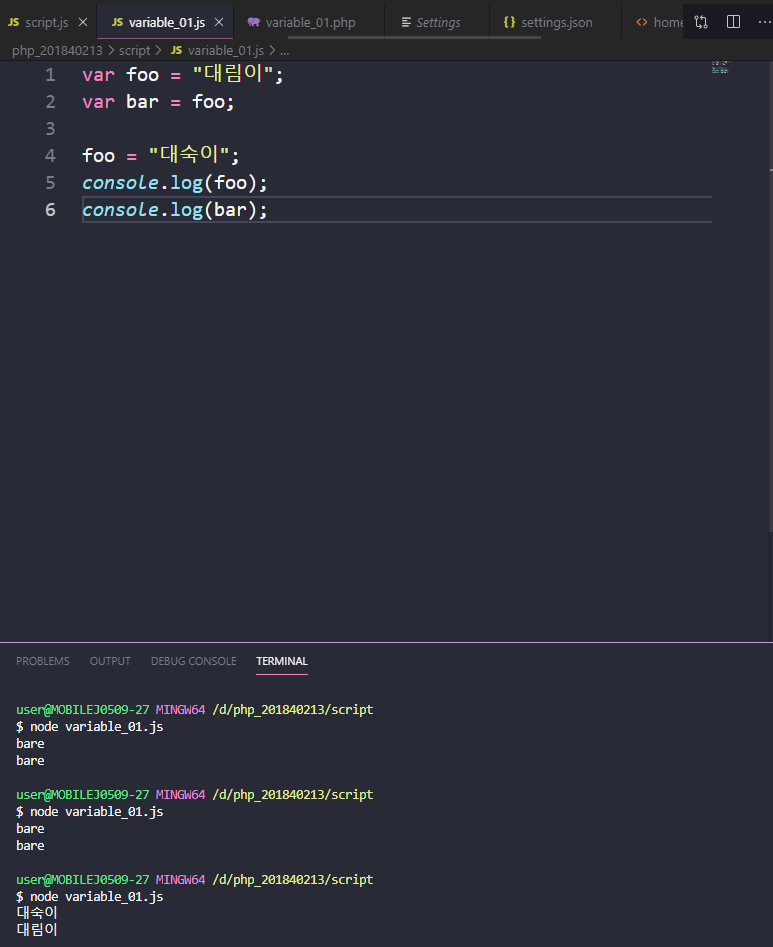 JS script.js × JS variable_01.js × variable_01.php Settings {} settings.json <> home ...
php_201840213 > script > JS variable_01.js > ...
1 var foo = "대림이";
2 var bar = foo;
3
4 foo = "대숙이";
5 console.log(foo);
6 console.log(bar);
PROBLEMS OUTPUT DEBUG CONSOLE TERMINAL
user@MOBILEJ0509-27 MINGW64 /d/php_201840213/script
$ node variable_01.js
bare
bare
user@MOBILEJ0509-27 MINGW64 /d/php_201840213/script
$ node variable_01.js
bare
bare
user@MOBILEJ0509-27 MINGW64 /d/php_201840213/script
$ node variable_01.js
대숙이
대림이